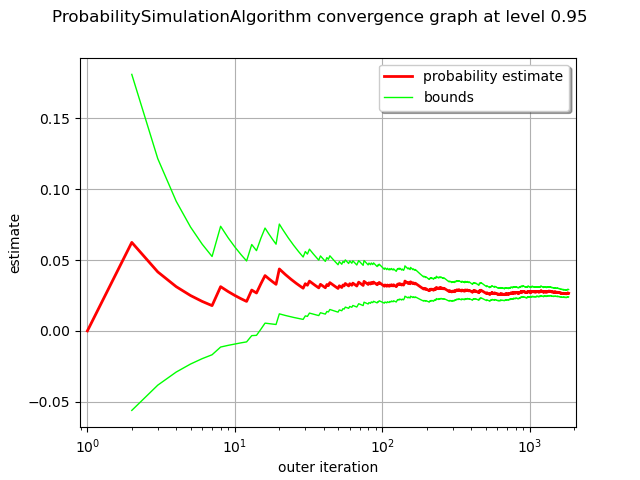 ProbabilitySimulationAlgorithm convergence graph at level 0.95
probability estimate
bounds
0.15
0.10
0.05
0.00
−0.05
estimate
10⁰
10¹
10²
10³
outer iteration